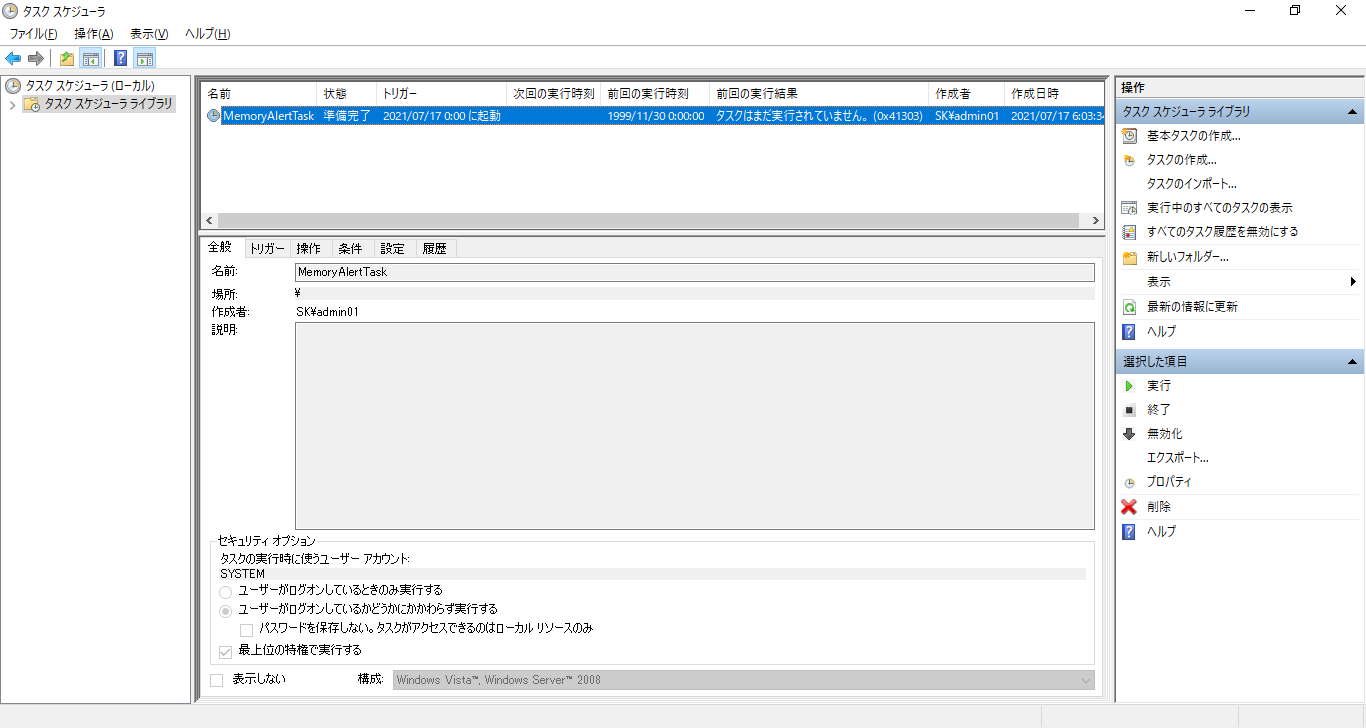 タスク スケジューラ
ファイル(F) 操作(A) 表示(V) ヘルプ(H)
タスク スケジューラ (ローカル)
タスク スケジューラ ライブラリ
名前 状態 トリガー 次回の実行時刻 前回の実行時刻 前回の実行結果 作成者 作成日時
MemoryAlertTask 準備完了 2021/07/17 0:00 に起動 1999/11/30 0:00:00 タスクはまだ実行されていません。 (0x41303) SK¥admin01 2021/07/17 6:03:34
全般 トリガー 操作 条件 設定 履歴
名前: MemoryAlertTask
場所: ¥
作成者: SK¥admin01
説明:
セキュリティ オプション
タスクの実行時に使うユーザー アカウント:
SYSTEM
ユーザーがログオンしているときのみ実行する
ユーザーがログオンしているかどうかにかかわらず実行する
パスワードを保存しない。タスクがアクセスできるのはローカル リソースのみ
最上位の特権で実行する
表示しない 構成: Windows Vista™, Windows Server™ 2008
操作
タスク スケジューラ ライブラリ
基本タスクの作成...
タスクの作成...
タスクのインポート...
実行中のすべてのタスクの表示
すべてのタスク履歴を無効にする
新しいフォルダー...
表示
最新の情報に更新
ヘルプ
選択した項目
実行
終了
無効化
エクスポート...
プロパティ
削除
ヘルプ